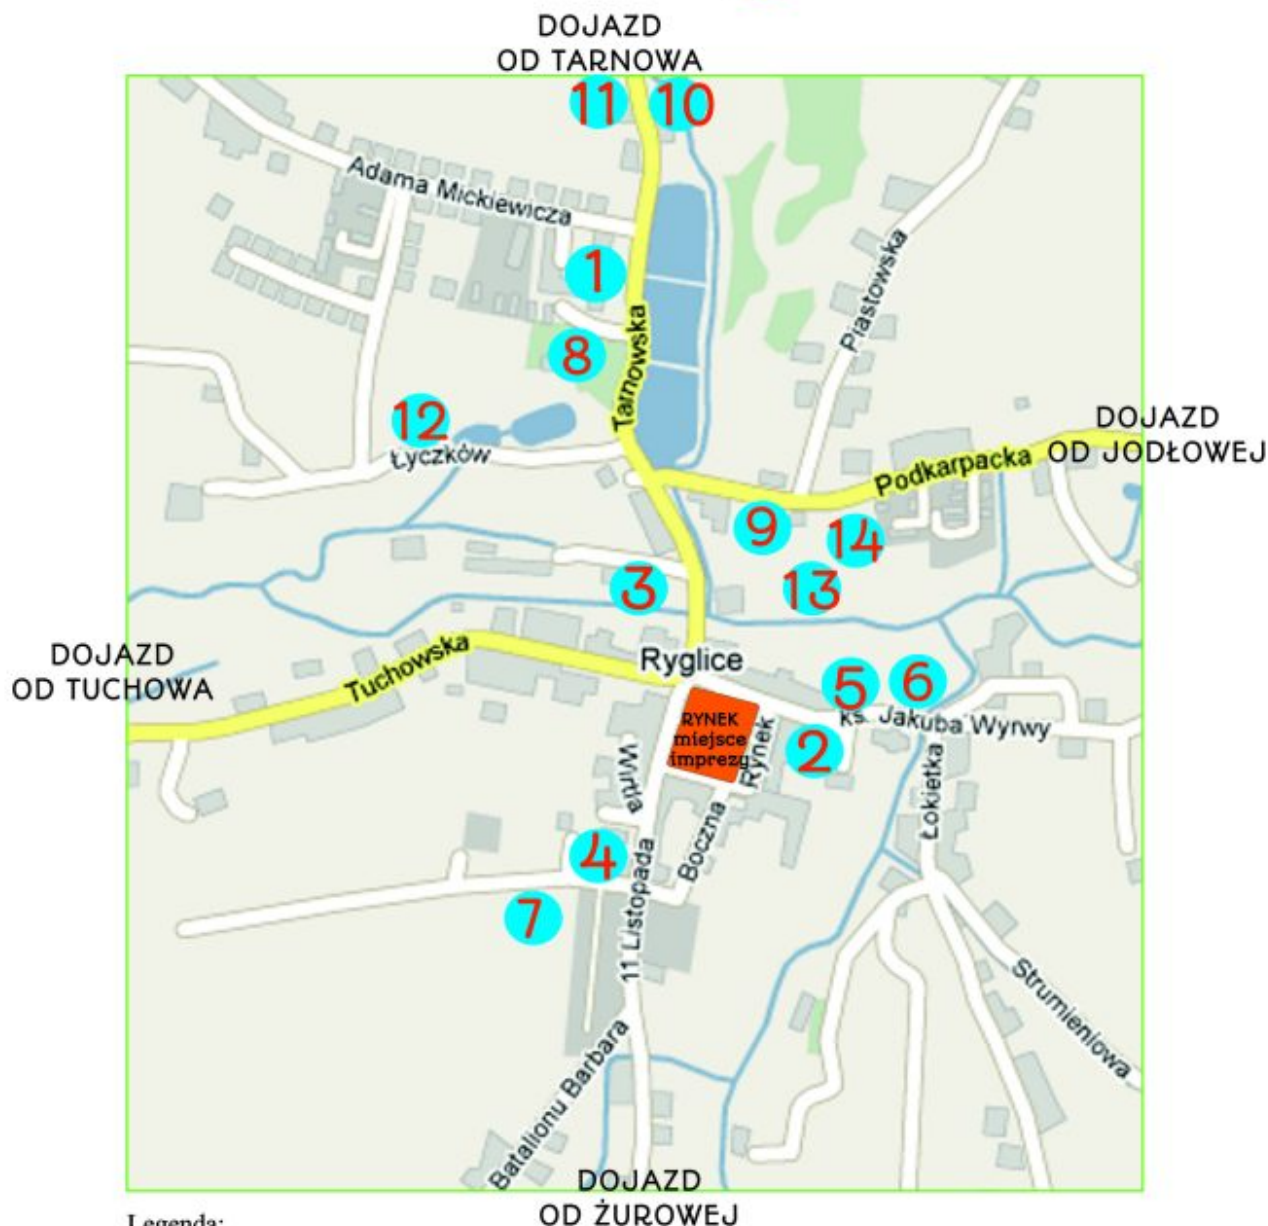 DOJAZD
OD TARNOWA
11
10
Adama Mickiewicza
1
Piastowska
Tarnowska
8
12
Łyczków
DOJAZD
OD JODŁOWEJ
Podkarpacka
9
14
3
13
DOJAZD
OD TUCHOWA
Tuchowska
Ryglice
5
6
RYNEK
miejsce
imprezy
Rynek
ks. Jakuba Wyrwy
2
Wirtla
Łokietka
Boczna
4
11 Listopada
7
Strumieniowa
Batalionu Barbara
DOJAZD
OD ŻUROWEJ
Legenda: